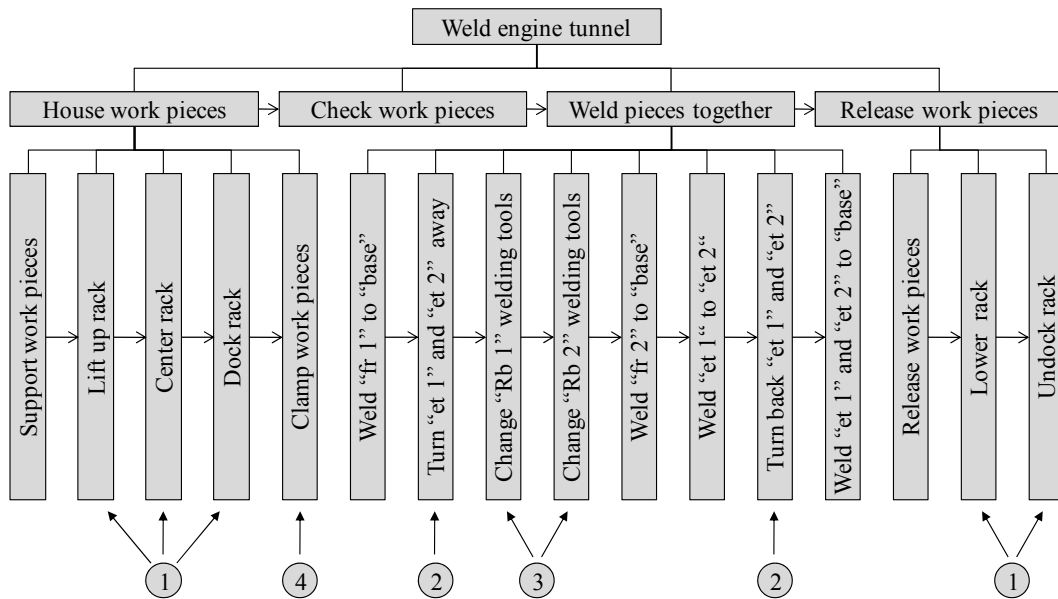 Weld engine tunnel
House work pieces
Check work pieces
Weld pieces together
Release work pieces
Support work pieces
Lift up rack
Center rack
Dock rack
Clamp work pieces
Weld “fr 1” to “base”
Turn “et 1” and “et 2” away
Change “Rb 1” welding tools
Change “Rb 2” welding tools
Weld “fr 2” to “base”
Weld “et 1“ to “et 2“
Turn back “et 1” and “et 2”
Weld “et 1” and “et 2” to “base”
Release work pieces
Lower rack
Undock rack
1
4
2
3
2
1